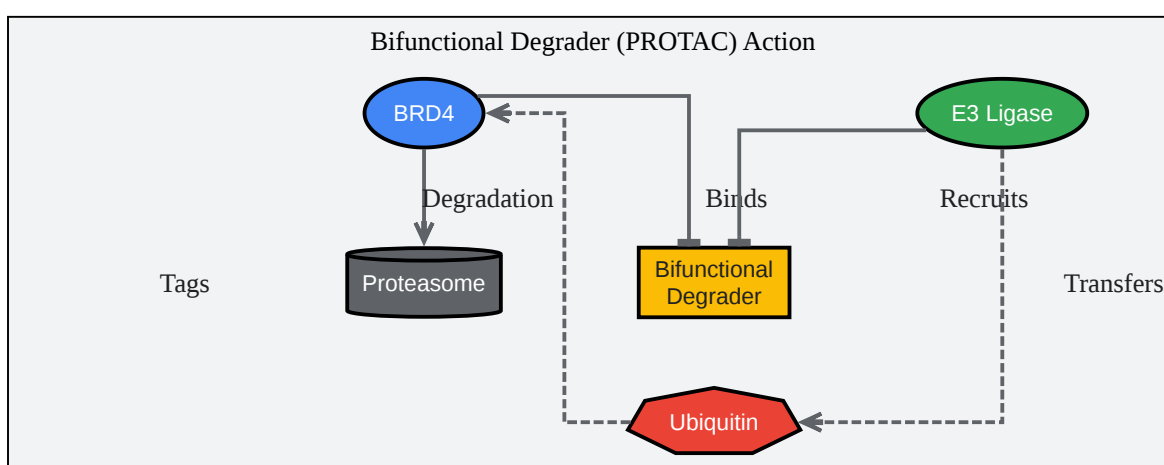 Bifunctional Degrader (PROTAC) Action
BRD4
E3 Ligase
Degradation
Binds
Recruits
Tags
Proteasome
Bifunctional
Degrader
Transfers
Ubiquitin